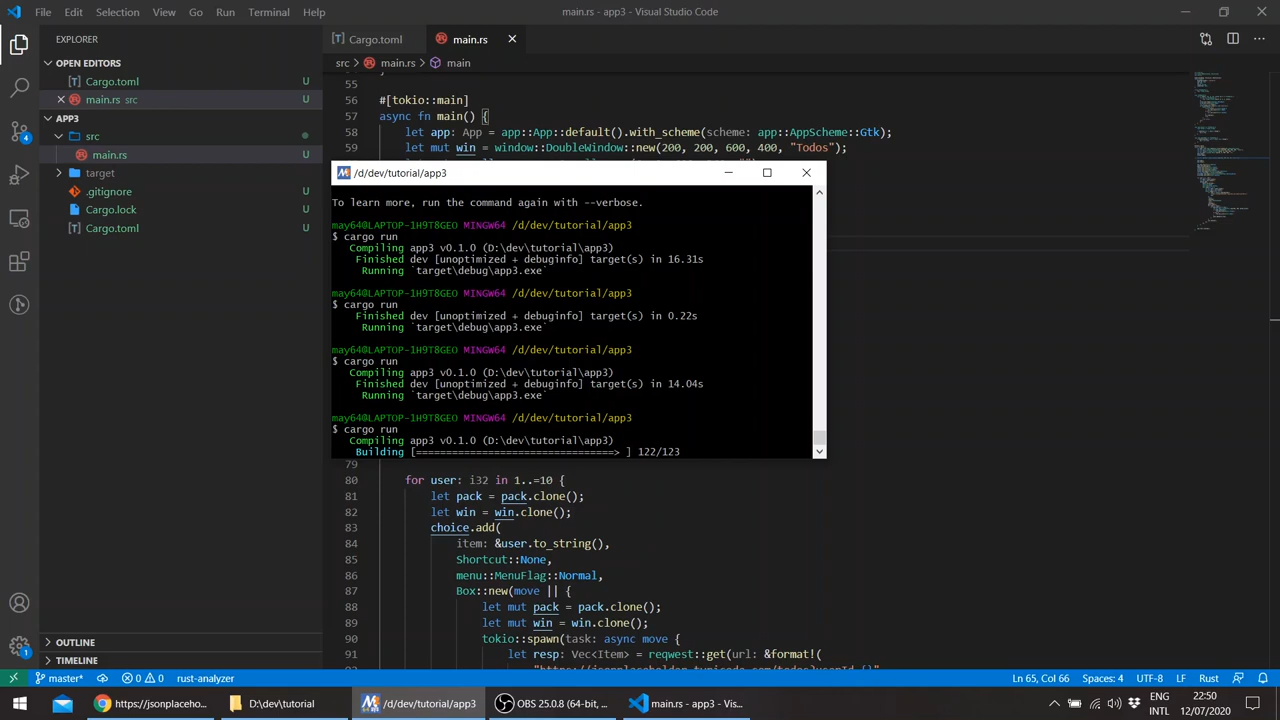 File Edit Selection View Go Run Terminal Help
main.rs - app3 - Visual Studio Code
EXPLORER
OPEN EDITORS
Cargo.toml U
main.rs src U
APP3
src
main.rs U
target
.gitignore U
Cargo.lock U
Cargo.toml U
OUTLINE
TIMELINE
Cargo.toml
main.rs
src > main.rs > main
55
56 #[tokio::main]
57 async fn main() {
58 let app: App = app::App::default().with_scheme(scheme: app::AppScheme::Gtk);
59 let mut win = window::DoubleWindow::new(200, 200, 600, 400, "Todos");
/d/dev/tutorial/app3
To learn more, run the command again with --verbose.
may64@LAPTOP-1H9T8GEO MINGW64 /d/dev/tutorial/app3
$ cargo run
Compiling app3 v0.1.0 (D:\dev\tutorial\app3)
Finished dev [unoptimized + debuginfo] target(s) in 16.31s
Running `target\debug\app3.exe`
may64@LAPTOP-1H9T8GEO MINGW64 /d/dev/tutorial/app3
$ cargo run
Finished dev [unoptimized + debuginfo] target(s) in 0.22s
Running `target\debug\app3.exe`
may64@LAPTOP-1H9T8GEO MINGW64 /d/dev/tutorial/app3
$ cargo run
Compiling app3 v0.1.0 (D:\dev\tutorial\app3)
Finished dev [unoptimized + debuginfo] target(s) in 14.04s
Running `target\debug\app3.exe`
may64@LAPTOP-1H9T8GEO MINGW64 /d/dev/tutorial/app3
$ cargo run
Compiling app3 v0.1.0 (D:\dev\tutorial\app3)
Building [=================================> ] 122/123
79
80 for user: i32 in 1..=10 {
81 let pack = pack.clone();
82 let win = win.clone();
83 choice.add(
84 item: &user.to_string(),
85 Shortcut::None,
86 menu::MenuFlag::Normal,
87 Box::new(move || {
88 let mut pack = pack.clone();
89 let mut win = win.clone();
90 tokio::spawn(task: async move {
91 let resp: Vec<Item> = reqwest::get(url: &format!(
4
1
master* 0 0 rust-analyzer
Ln 65, Col 66 Spaces: 4 UTF-8 LF Rust
https://jsonplaceho...
D:\dev\tutorial
/d/dev/tutorial/app3
OBS 25.0.8 (64-bit, ...
main.rs - app3 - Vis...
ENG
INTL
22:50
12/07/2020